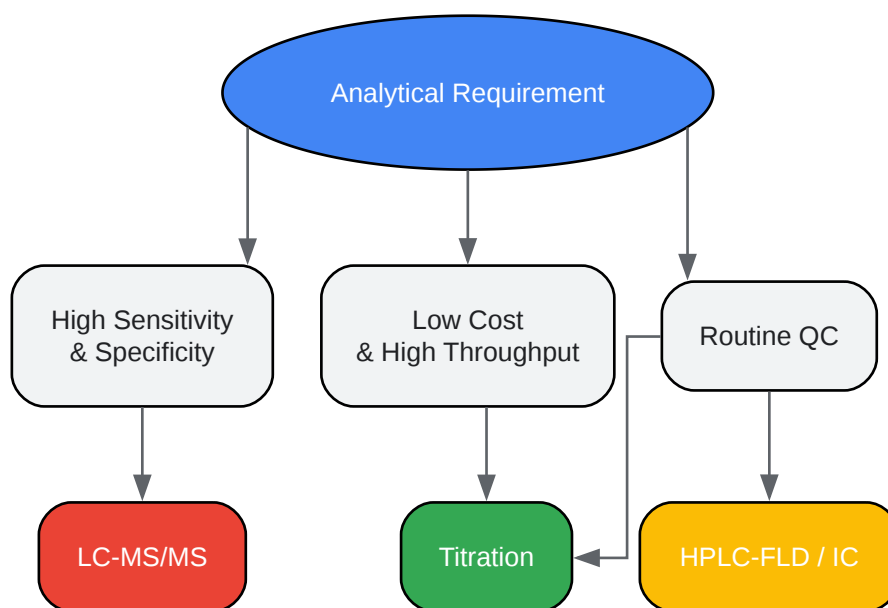 Analytical Requirement
High Sensitivity
& Specificity
Low Cost
& High Throughput
Routine QC
LC-MS/MS
Titration
HPLC-FLD / IC